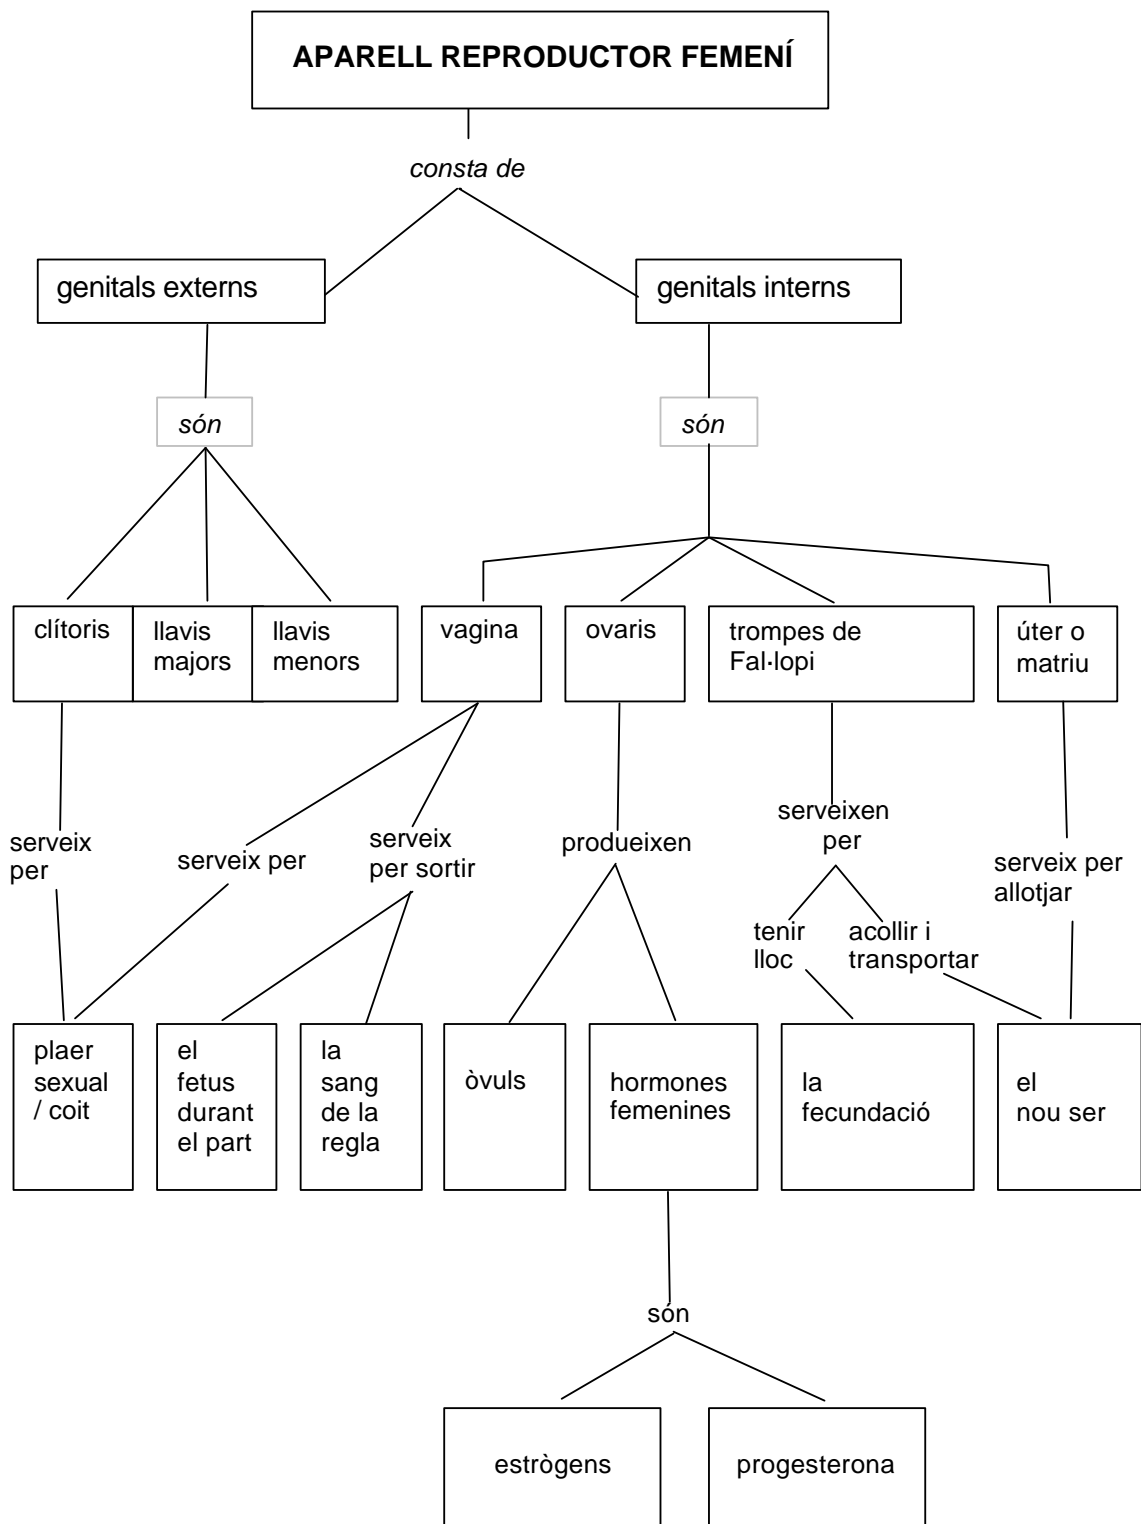 APARELL REPRODUCTOR FEMENÍ
consta de
genitals externs
genitals interns
són
són
clítoris
llavis
majors
llavis
menors
vagina
ovaris
trompes de
Fal·lopi
úter o
matriu
serveix
per
serveix per
serveix
per sortir
produeixen
serveixen
per
serveix per
allotjar
tenir
lloc
acollir i
transportar
plaer
sexual
/ coit
el
fetus
durant
el part
la
sang
de la
regla
òvuls
hormones
femenines
la
fecundació
el
nou ser
són
estrògens
progesterona